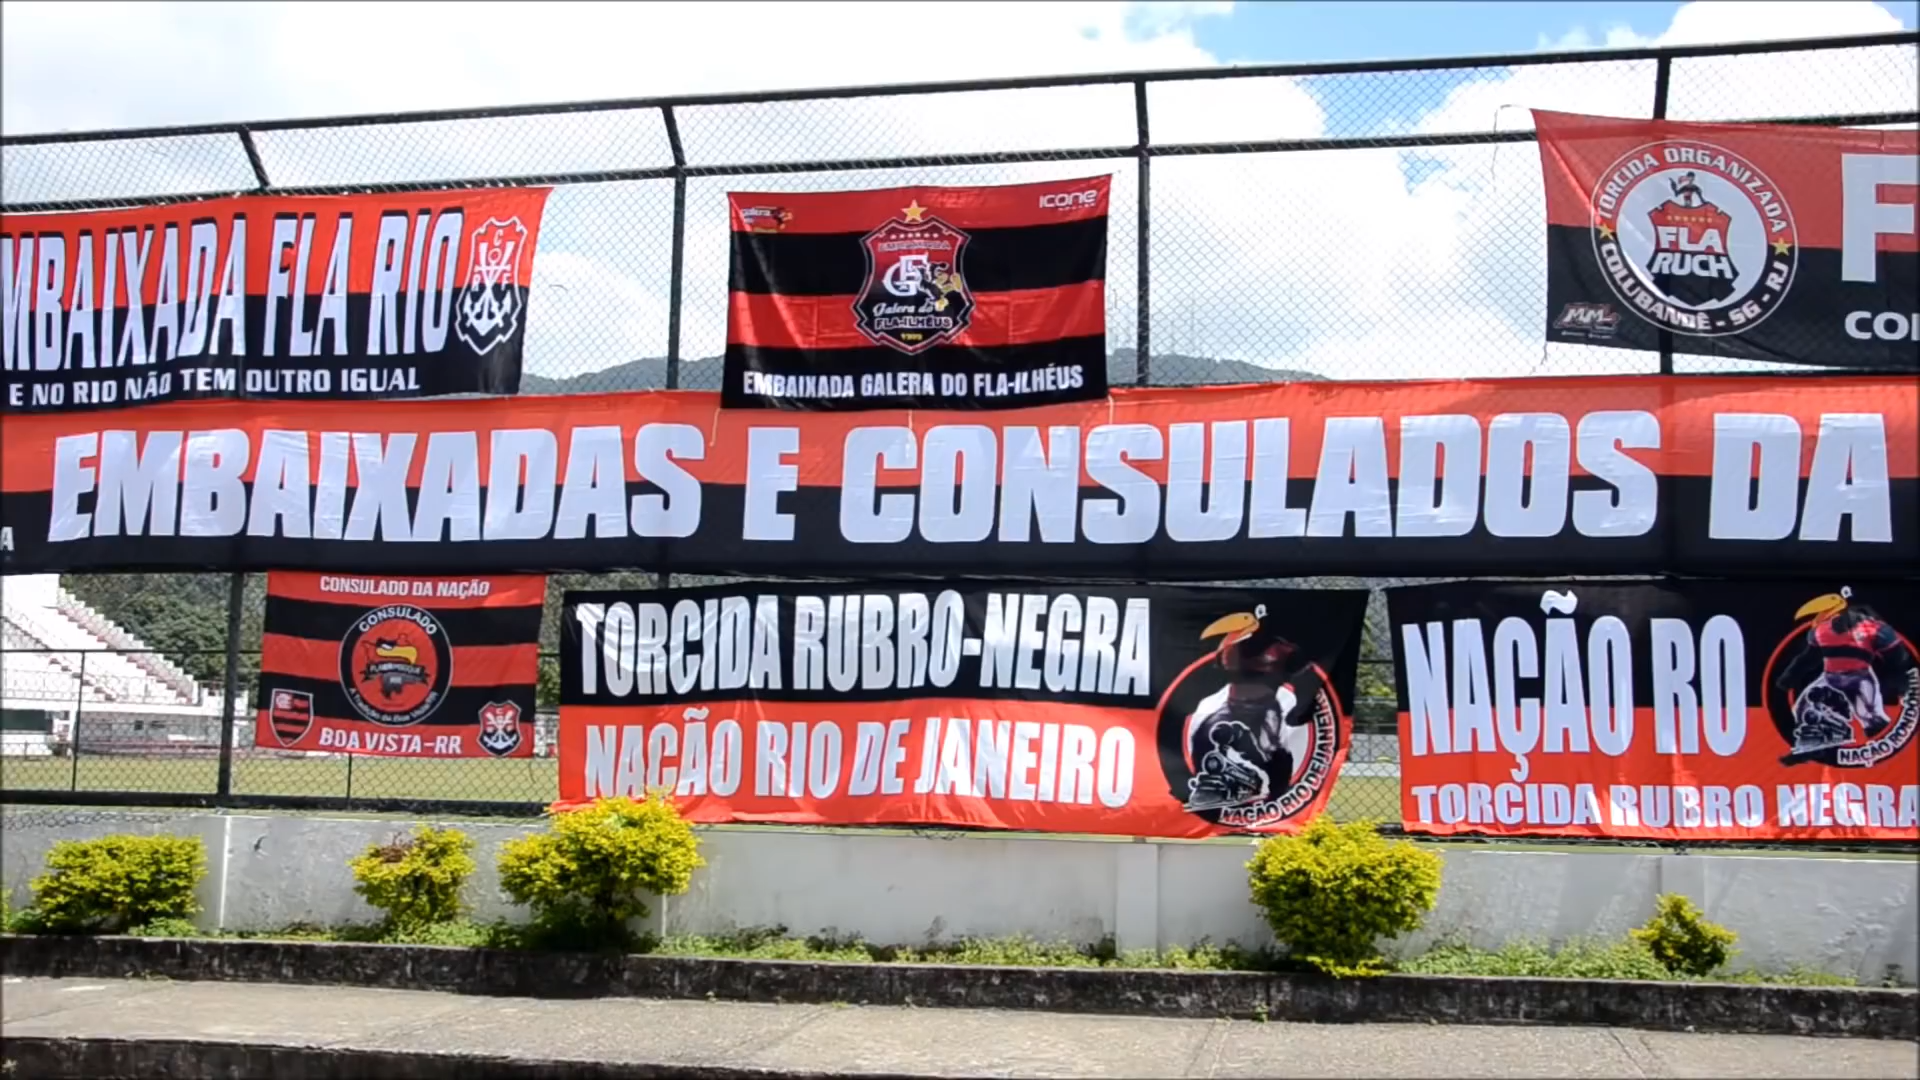 MBAIXADA FLA RIO
E NO RIO NÃO TEM OUTRO IGUAL
ICONE
EMBAIXADA
Galera do
FLA-ILHÉUS
EMBAIXADA GALERA DO FLA-ILHÉUS
TORCIDA ORGANIZADA
FLA
RUCH
COLUBANDÊ - SG - RJ
F
CO
A
EMBAIXADAS E CONSULADOS DA
CONSULADO DA NAÇÃO
CONSULADO
BOA VISTA-RR
TORCIDA RUBRO-NEGRA
NAÇÃO RIO DE JANEIRO
NAÇÃO RIO DE JANEIRO
NAÇÃO RO
TORCIDA RUBRO NEGRA
NAÇÃO RONDÔNIA